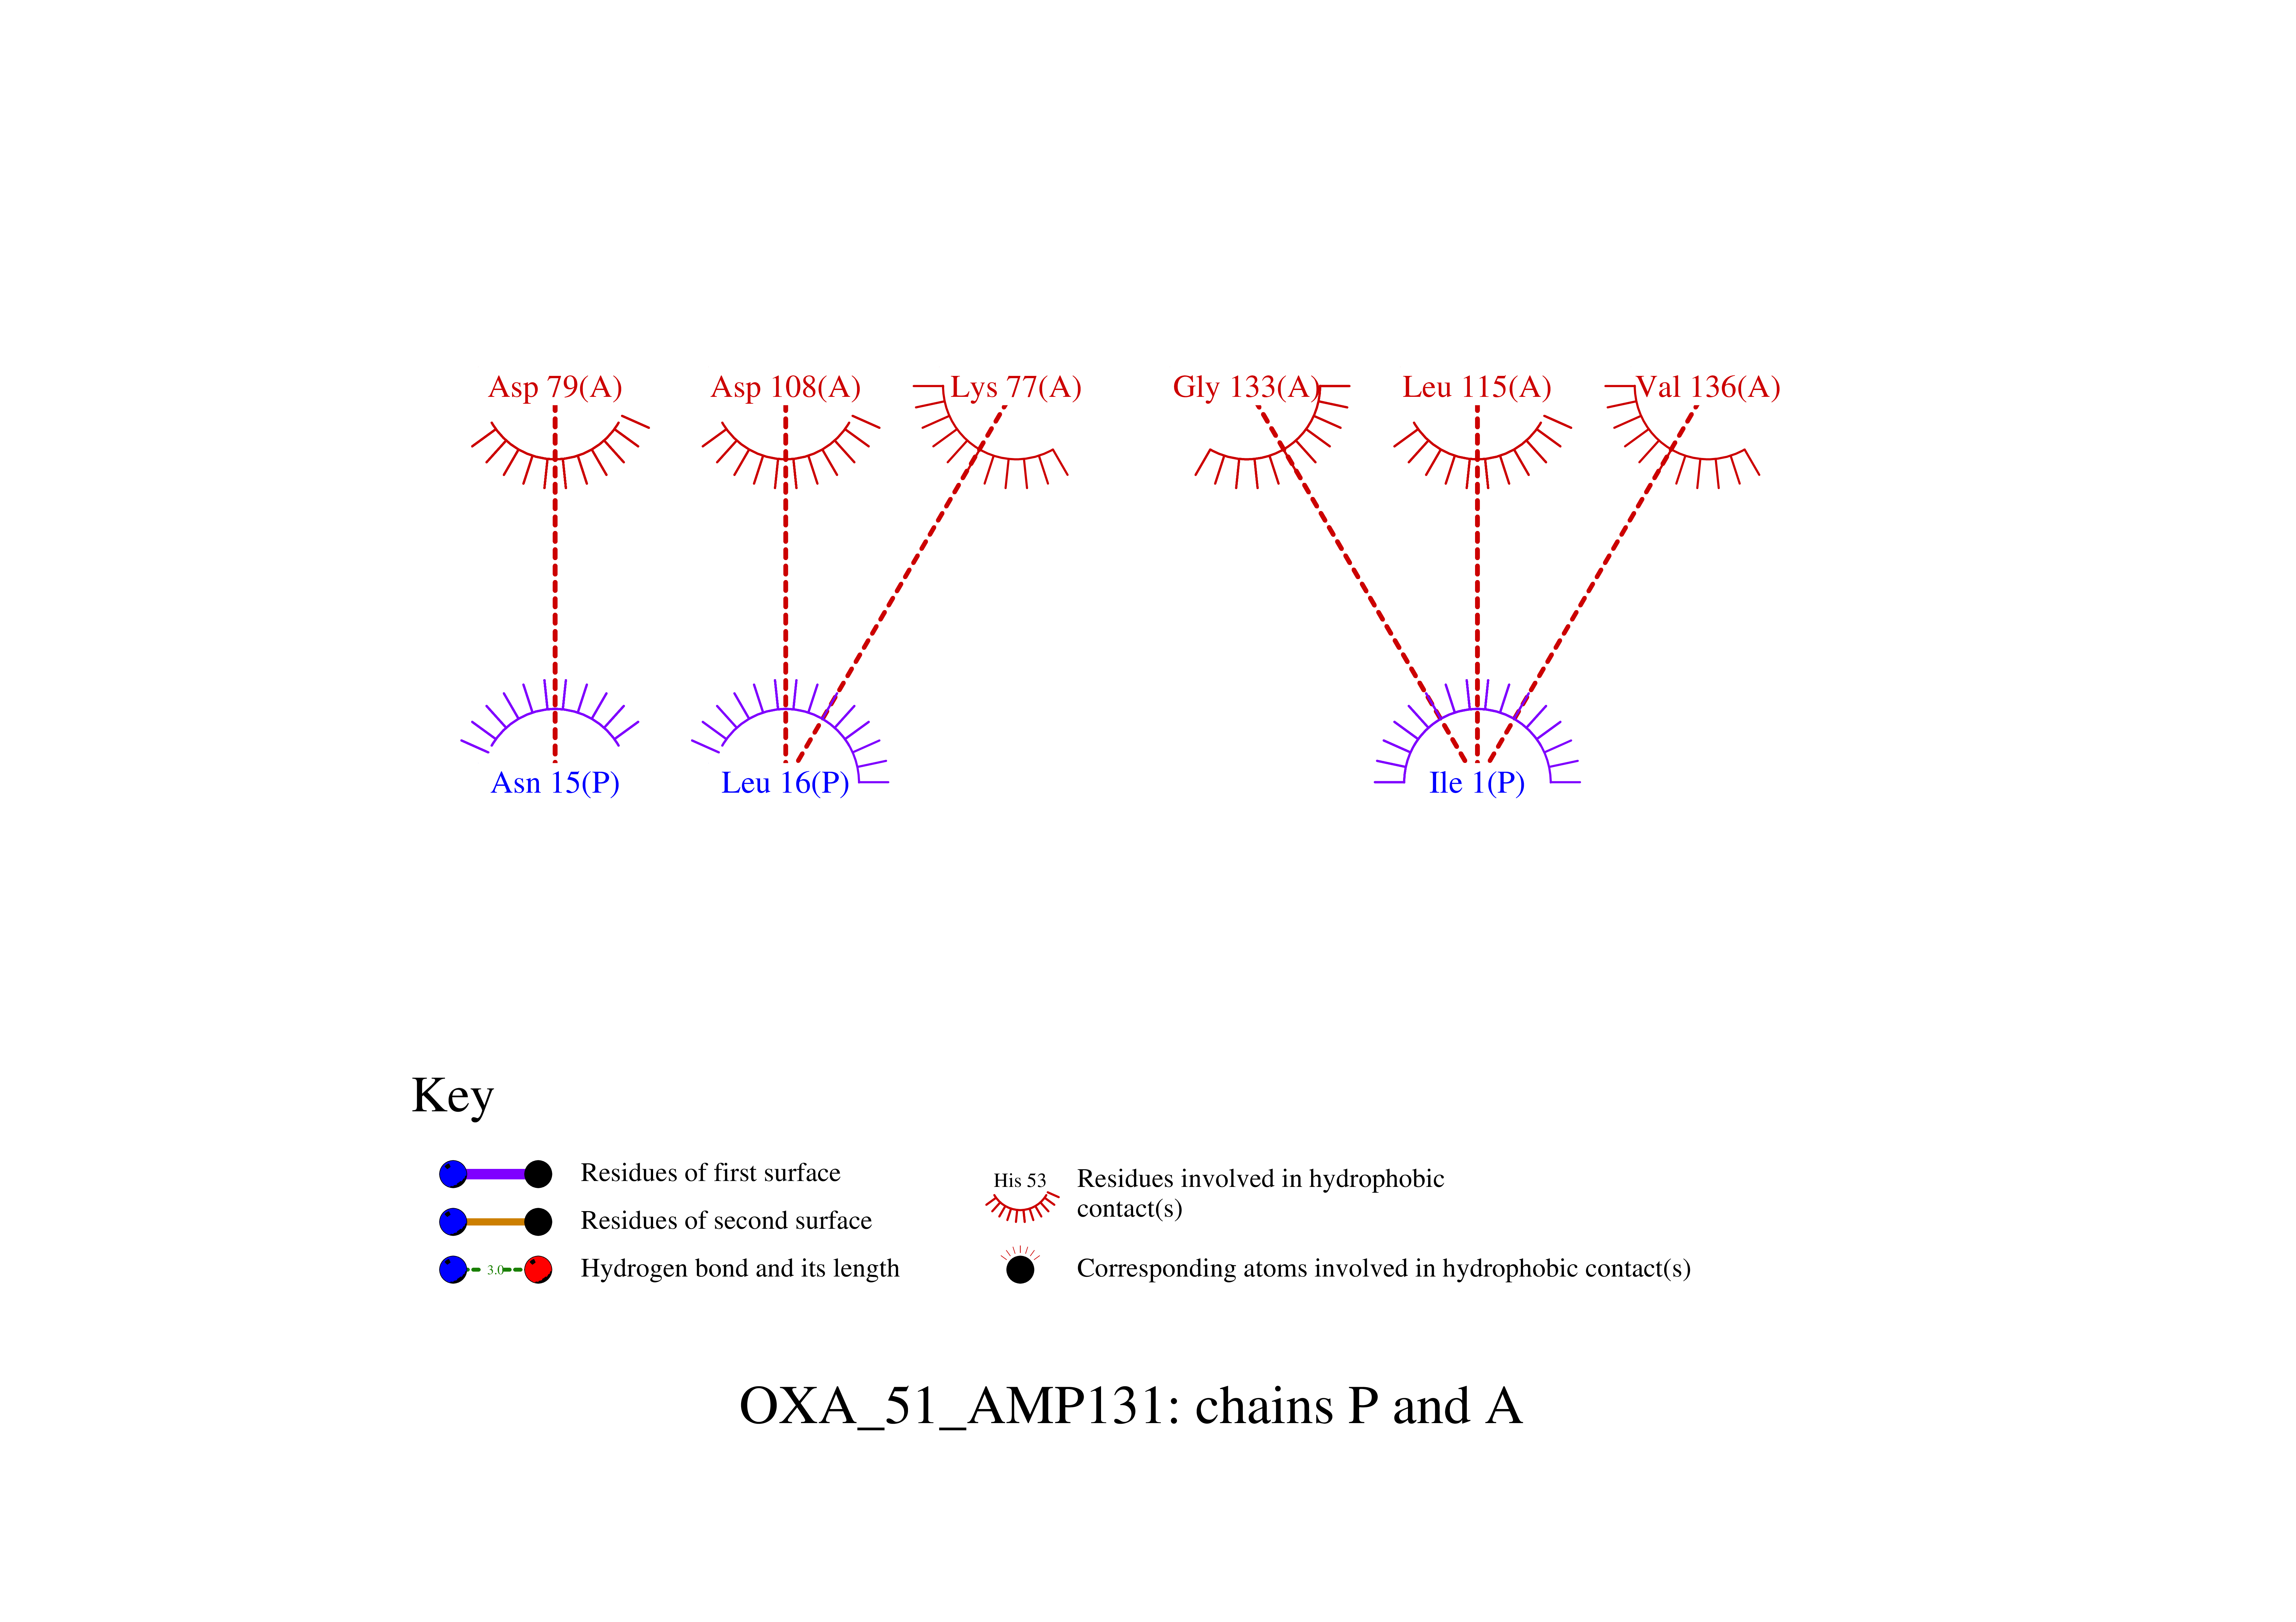 Asp 79(A) Asp 108(A) Lys 77(A) Gly 133(A) Leu 115(A) Val 136(A)
Asn 15(P) Leu 16(P) Ile 1(P)
Key
Residues of first surface
Residues of second surface
3.0 Hydrogen bond and its length
His 53 Residues involved in hydrophobic
contact(s)
Corresponding atoms involved in hydrophobic contact(s)
OXA_51_AMP131: chains P and A